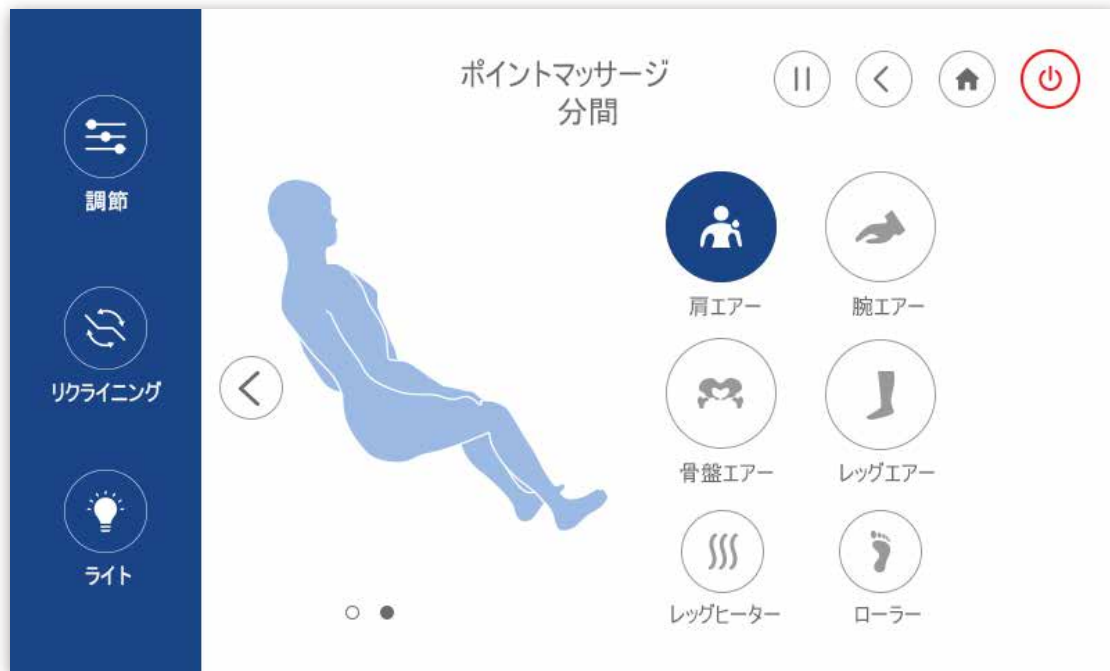 ポイントマッサージ
分間
調節
リクライニング
ライト
肩エアー
腕エアー
骨盤エアー
レッグエアー
レッグヒーター
ローラー